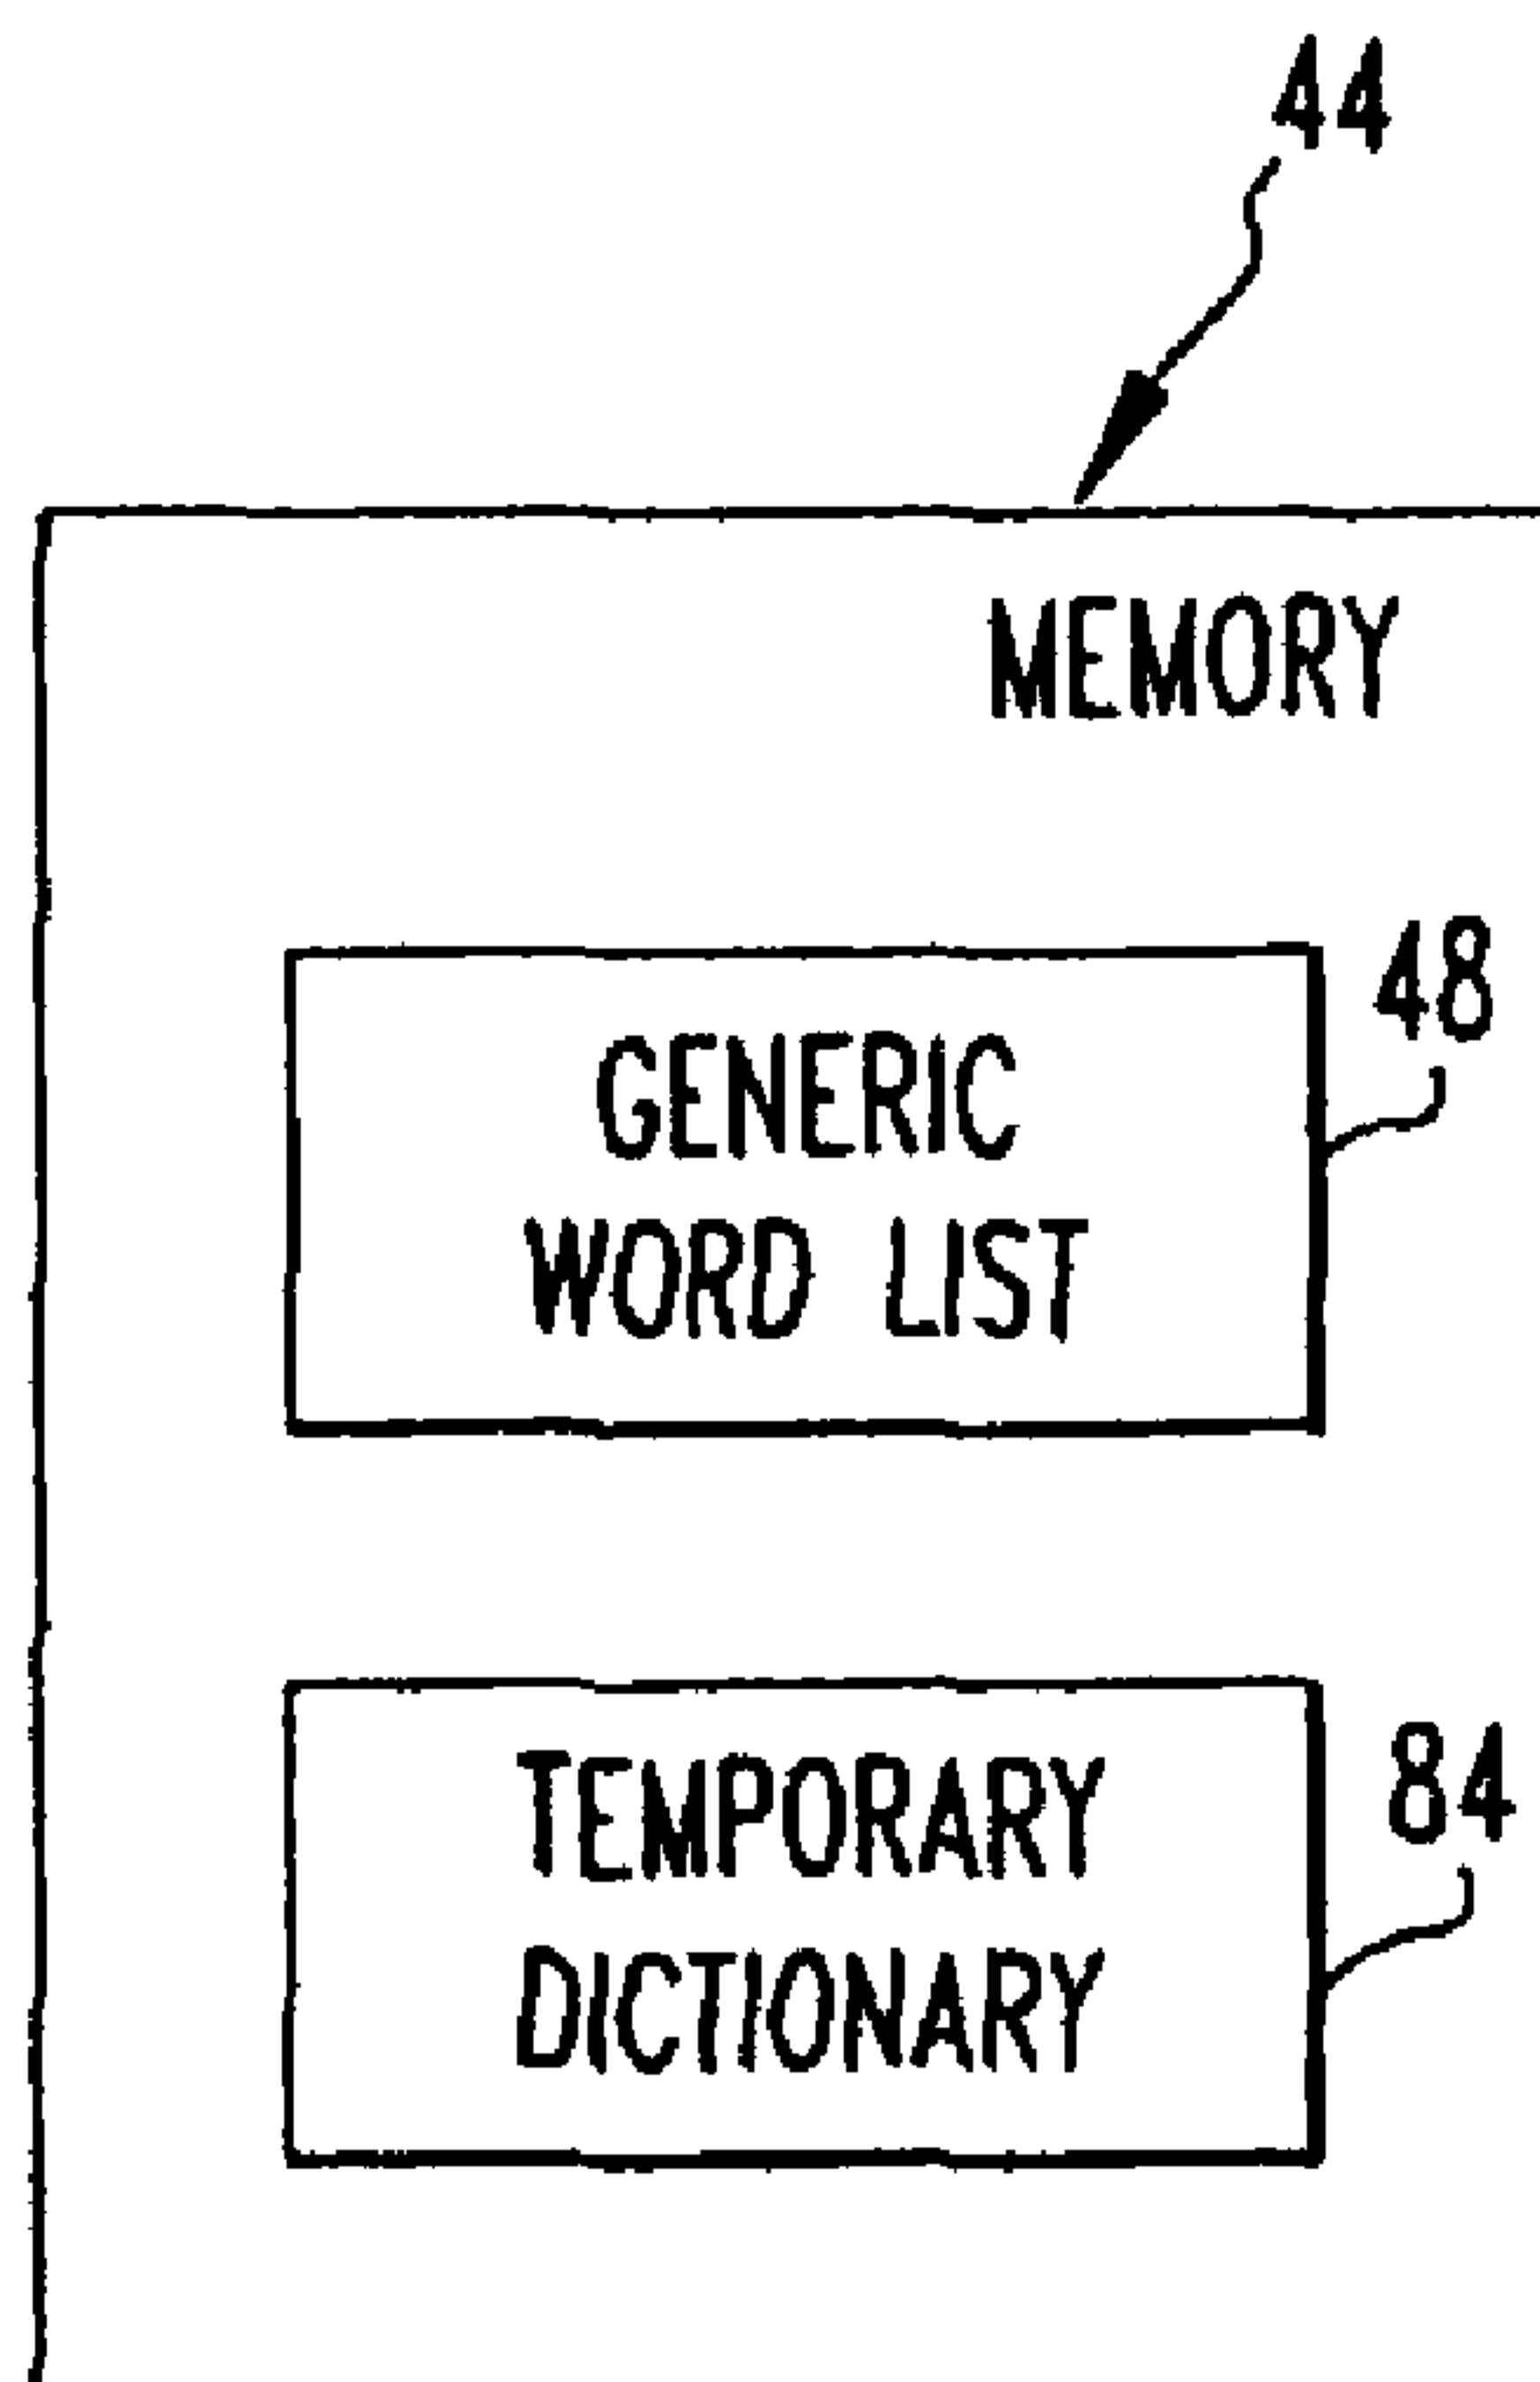 44
MEMORY
48
GENERIC
WORD LIST
84
TEMPORARY
DICTIONARY